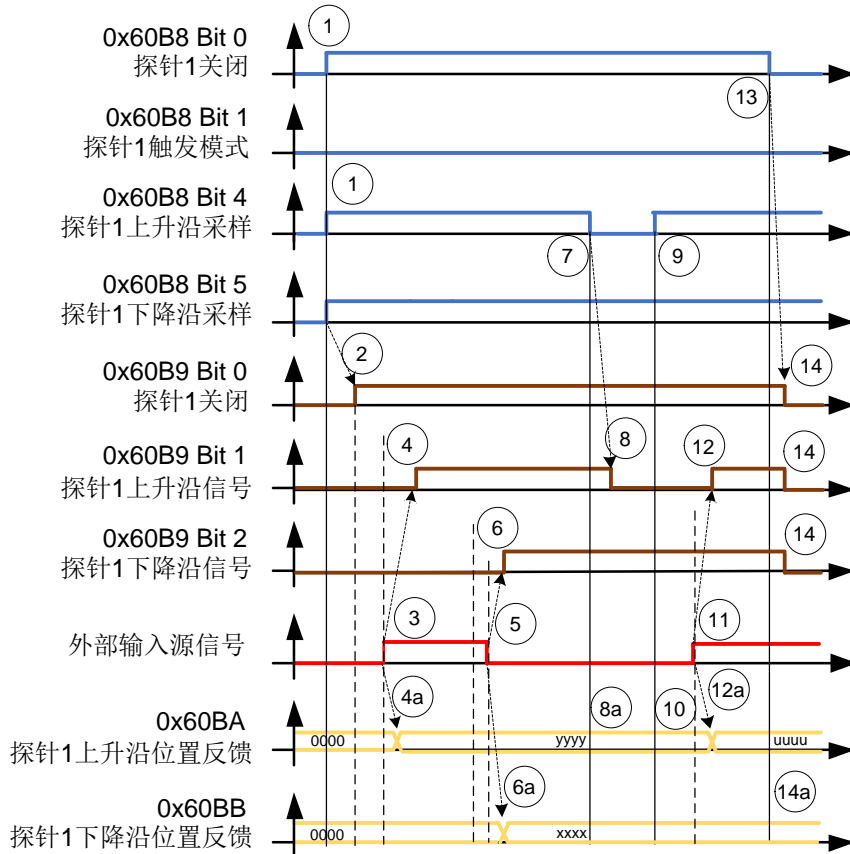 0x60B8 Bit 0
探针1关闭
1
13
0x60B8 Bit 1
探针1触发模式
0x60B8 Bit 4
探针1上升沿采样
1
7
9
0x60B8 Bit 5
探针1下降沿采样
2
0x60B9 Bit 0
探针1关闭
14
0x60B9 Bit 1
探针1上升沿信号
4
8
12
14
0x60B9 Bit 2
探针1下降沿信号
6
14
外部输入源信号
3
5
11
0x60BA
探针1上升沿位置反馈
4a
8a
10
12a
0000
yyyy
uuuu
0x60BB
探针1下降沿位置反馈
6a
14a
0000
xxxx